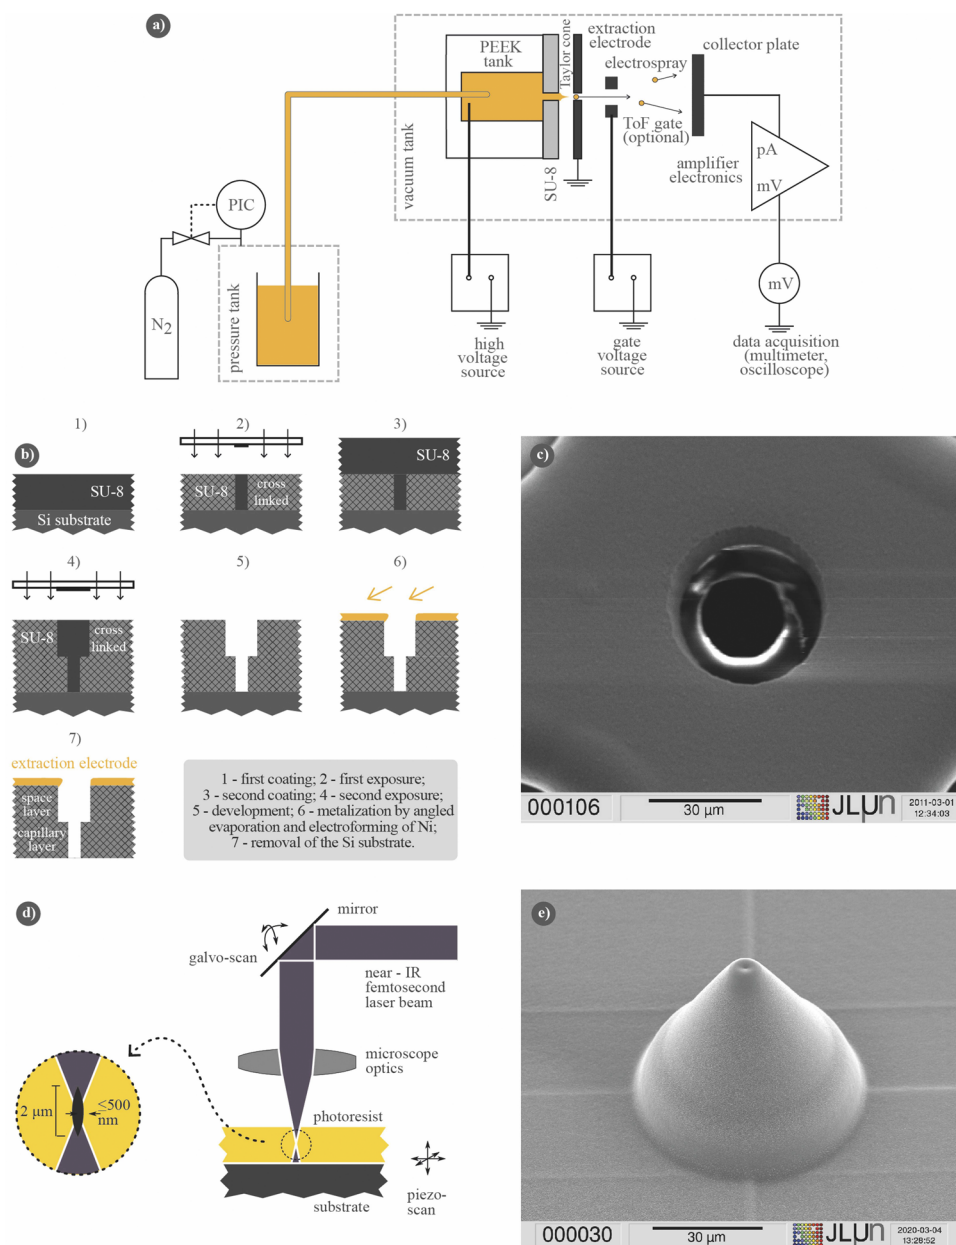 a)
PEEK
tank
Taylor cone
extraction
electrode
electrospray
collector plate
ToF gate
(optional)
amplifier
electronics
pA
mV
SU-8
vacuum tank
PIC
N2
pressure tank
mV
high
voltage
source
gate
voltage
source
data acquisition
(multimeter,
oscilloscope)
b)
1)
SU-8
Si substrate
2)
SU-8 cross
linked
3)
SU-8
4)
SU-8 cross
linked
5)
6)
7)
extraction electrode
space
layer
capillary
layer
1 - first coating; 2 - first exposure;
3 - second coating; 4 - second exposure;
5 - development; 6 - metalization by angled
evaporation and electroforming of Ni;
7 - removal of the Si substrate.
c)
000106
30 µm
JLµn
2011-03-01
12:34:03
d)
mirror
galvo-scan
near - IR
femtosecond
laser beam
microscope
optics
photoresist
2 µm
≤500
nm
substrate
piezo-
scan
e)
000030
30 µm
JLµn
2020-03-04
13:28:52